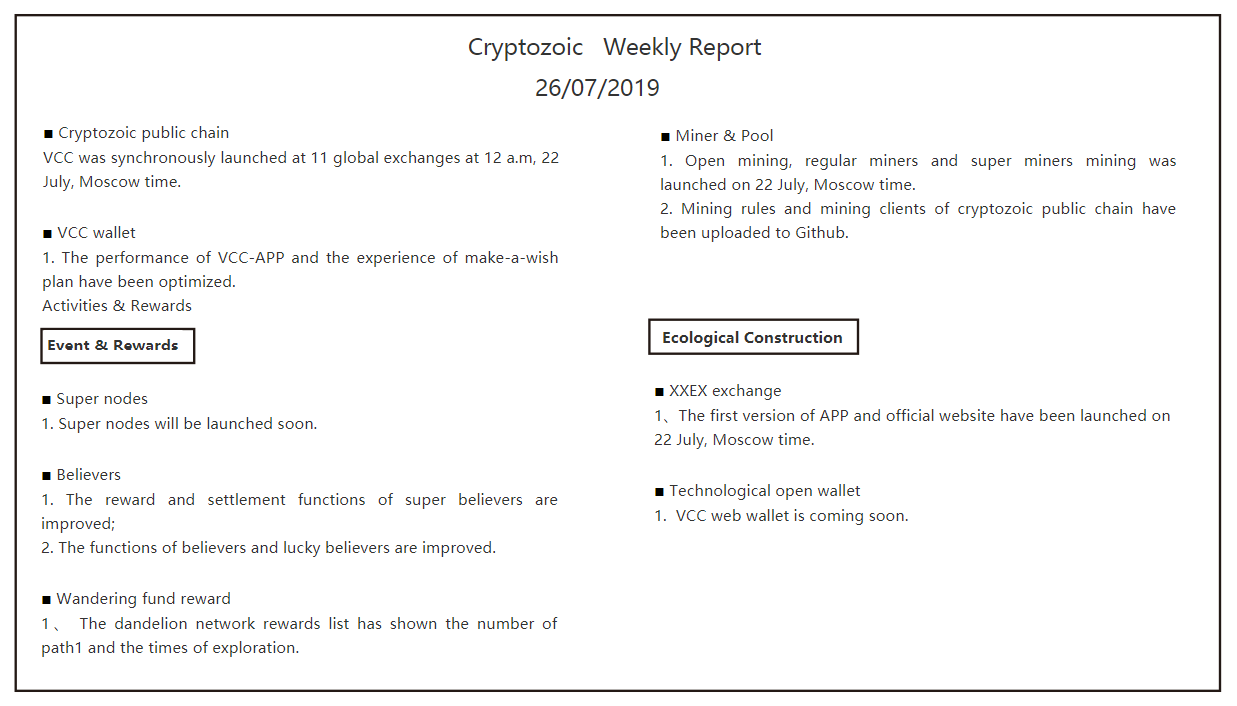 Cryptozoic Weekly Report
26/07/2019
■ Cryptozoic public chain
VCC was synchronously launched at 11 global exchanges at 12 a.m, 22
July, Moscow time.
■ VCC wallet
1. The performance of VCC-APP and the experience of make-a-wish
plan have been optimized.
Activities & Rewards
Event & Rewards
■ Super nodes
1. Super nodes will be launched soon.
■ Believers
1. The reward and settlement functions of super believers are
improved;
2. The functions of believers and lucky believers are improved.
■ Wandering fund reward
1、 The dandelion network rewards list has shown the number of
path1 and the times of exploration.
■ Miner & Pool
1. Open mining, regular miners and super miners mining was
launched on 22 July, Moscow time.
2. Mining rules and mining clients of cryptozoic public chain have
been uploaded to Github.
Ecological Construction
■ XXEX exchange
1、The first version of APP and official website have been launched on
22 July, Moscow time.
■ Technological open wallet
1. VCC web wallet is coming soon.